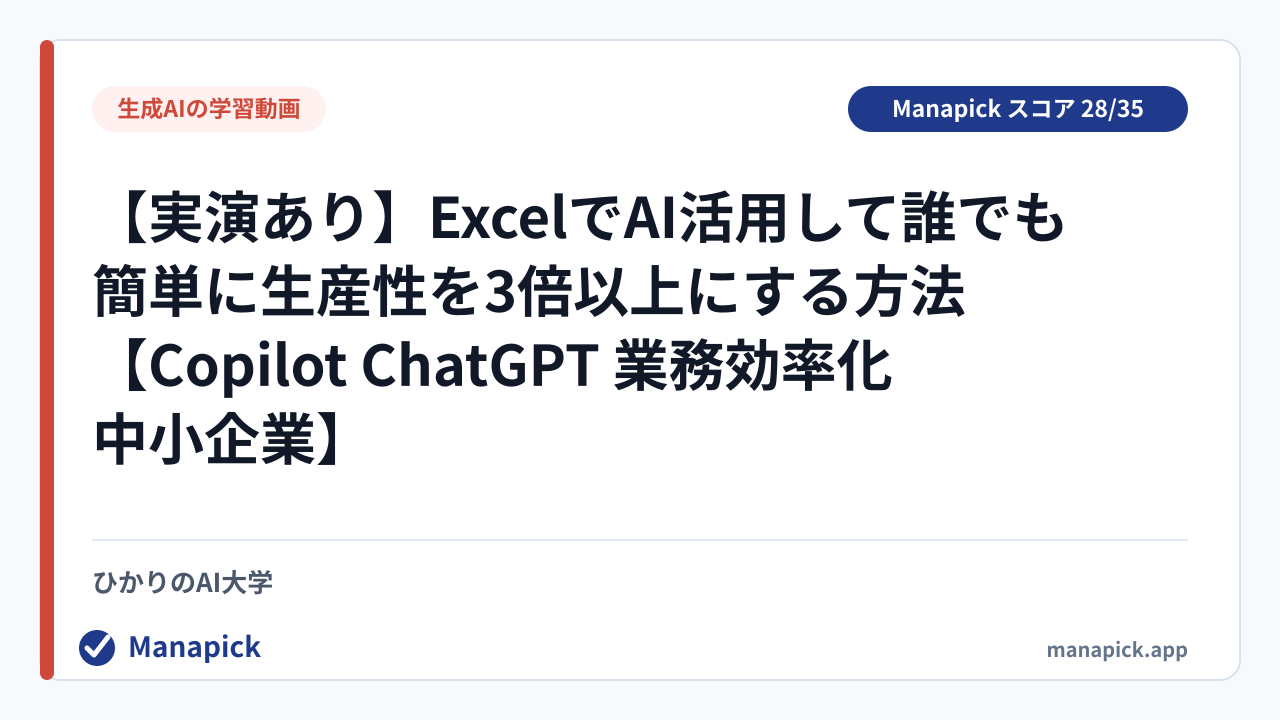 生成AIの学習動画
Manapick スコア 28/35
【実演あり】ExcelでAI活用して誰でも
簡単に生産性を3倍以上にする方法
【Copilot ChatGPT 業務効率化
中小企業】
ひかりのAI大学
Manapick
manapick.app